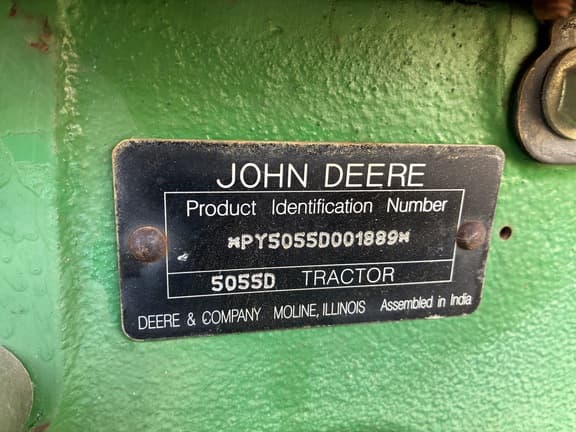 JOHN DEERE
Product Identification Number
*PY5055D001889*
5055D TRACTOR
DEERE & COMPANY MOLINE, ILLINOIS Assembled in India